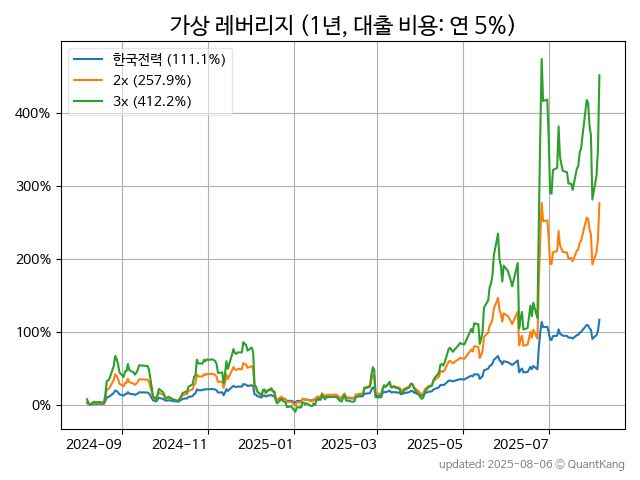 가상 레버리지 (1년, 대출 비용: 연 5%)
한국전력 (111.1%)
2x (257.9%)
3x (412.2%)
400%
300%
200%
100%
0%
2024-09 2024-11 2025-01 2025-03 2025-05 2025-07
updated: 2025-08-06 © QuantKang